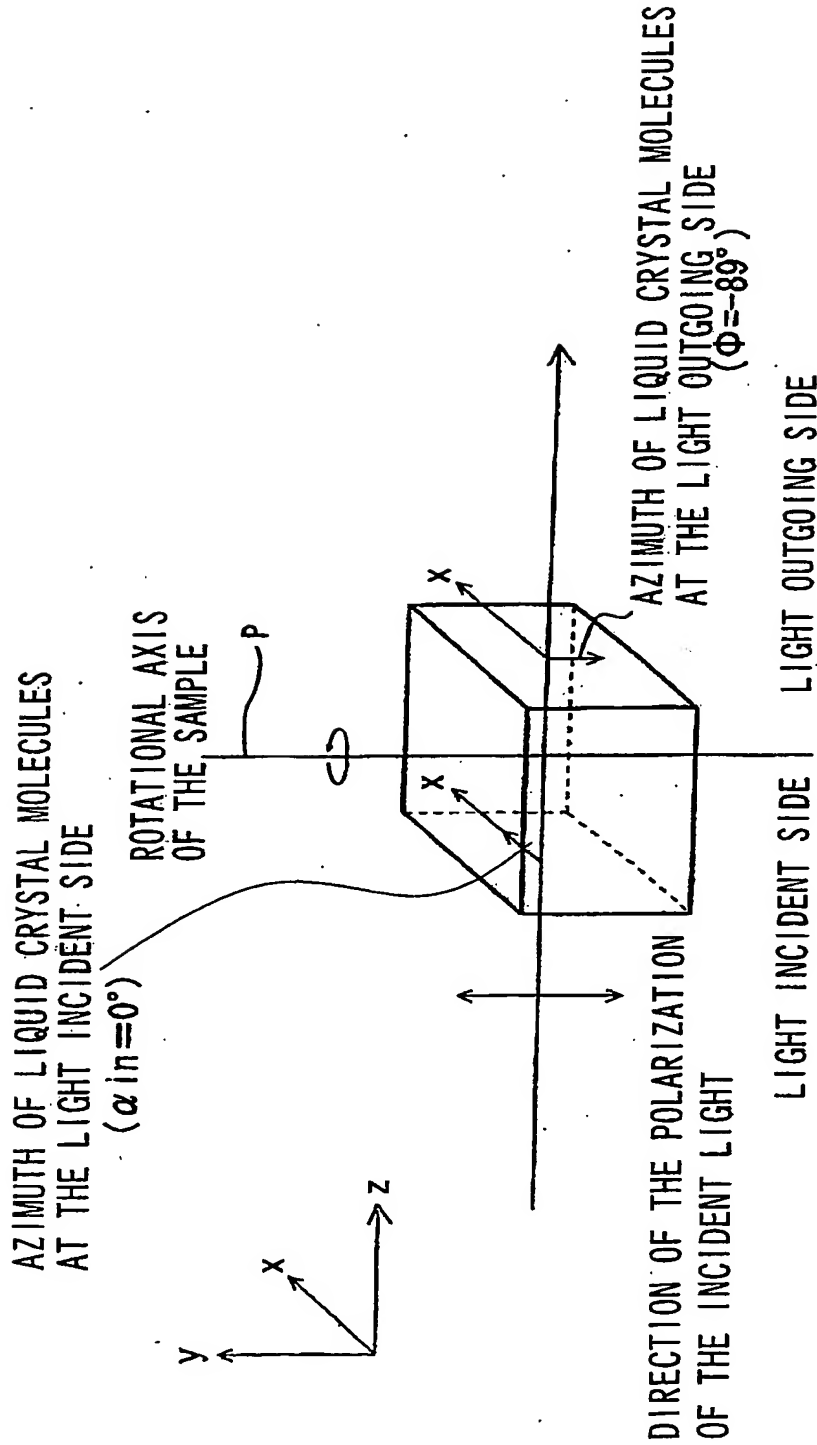 AZIMUTH OF LIQUID CRYSTAL MOLECULES
AT THE LIGHT INCIDENT SIDE
(αin=0°)
ROTATIONAL AXIS
OF THE SAMPLE
P
y
x
z
X
X
DIRECTION OF THE POLARIZATION
OF THE INCIDENT LIGHT
AZIMUTH OF LIQUID CRYSTAL MOLECULES
AT THE LIGHT OUTGOING SIDE
(Φ=-89°)
LIGHT INCIDENT SIDE
LIGHT OUTGOING SIDE